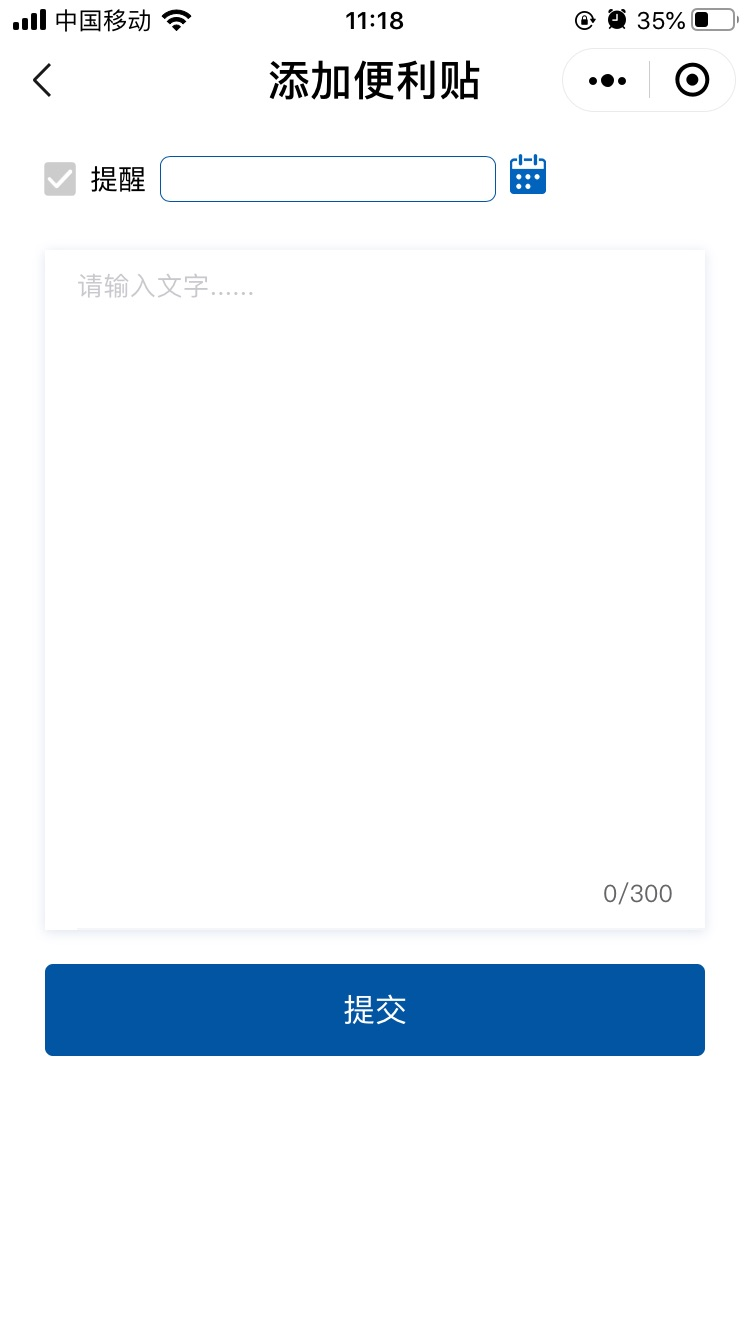 中国移动 11:18 35%
添加便利贴
提醒
请输入文字......
0/300
提交